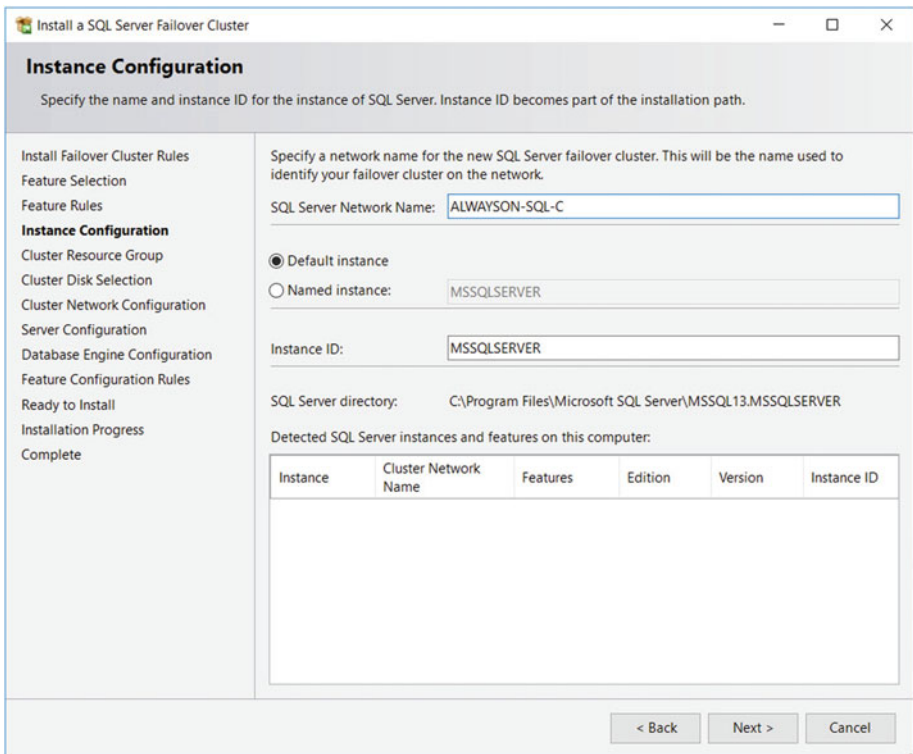 Install a SQL Server Failover Cluster
Instance Configuration
Specify the name and instance ID for the instance of SQL Server. Instance ID becomes part of the installation path.
Install Failover Cluster Rules
Feature Selection
Feature Rules
Instance Configuration
Cluster Resource Group
Cluster Disk Selection
Cluster Network Configuration
Server Configuration
Database Engine Configuration
Feature Configuration Rules
Ready to Install
Installation Progress
Complete
Specify a network name for the new SQL Server failover cluster. This will be the name used to
identify your failover cluster on the network.
SQL Server Network Name: ALWAYSON-SQL-C
Default instance
Named instance: MSSQLSERVER
Instance ID: MSSQLSERVER
SQL Server directory: C:\Program Files\Microsoft SQL Server\MSSQL13.MSSQLSERVER
Detected SQL Server instances and features on this computer:
Instance Cluster Network Name Features Edition Version Instance ID
< Back Next > Cancel